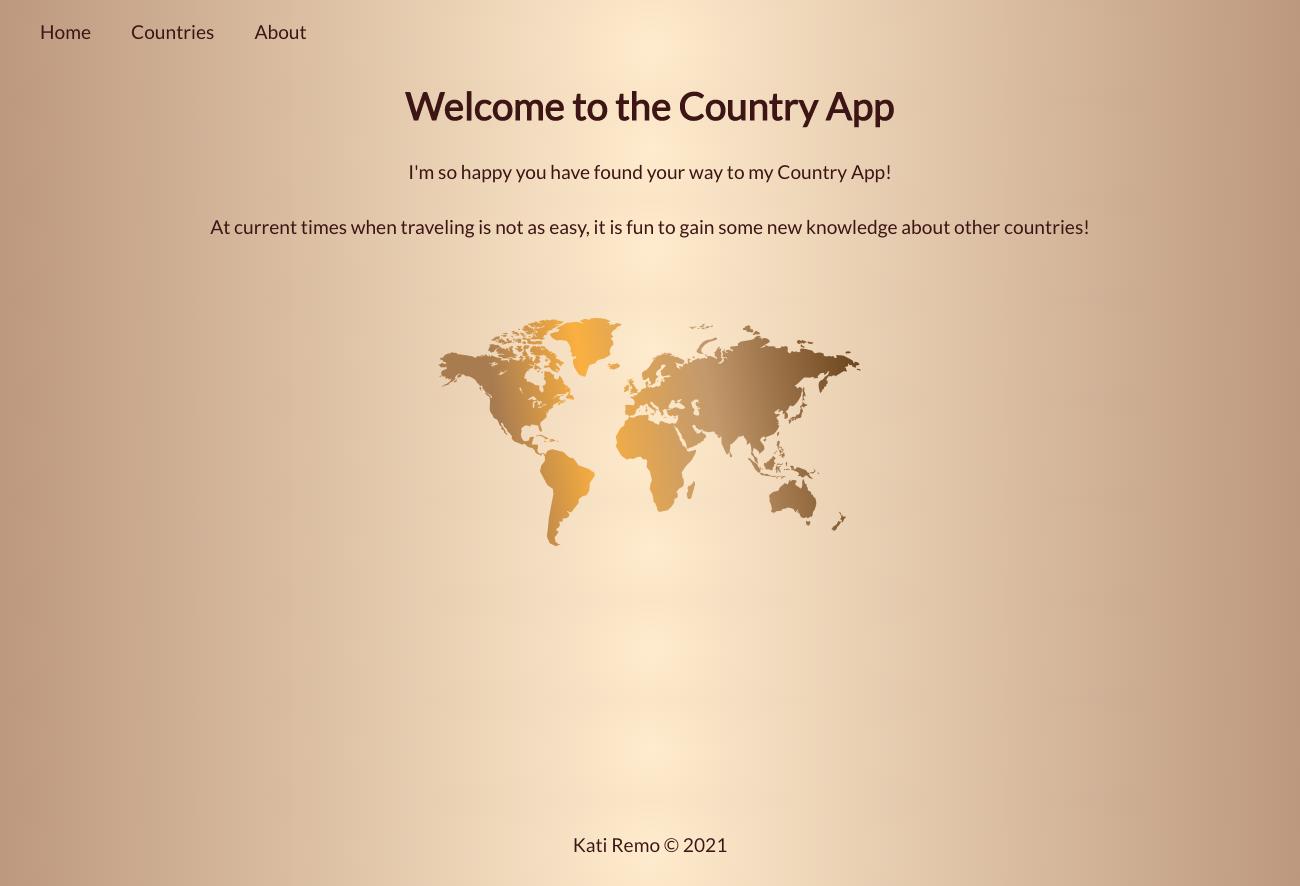 Home Countries About
Welcome to the Country App
I'm so happy you have found your way to my Country App!
At current times when traveling is not as easy, it is fun to gain some new knowledge about other countries!
Kati Remo © 2021